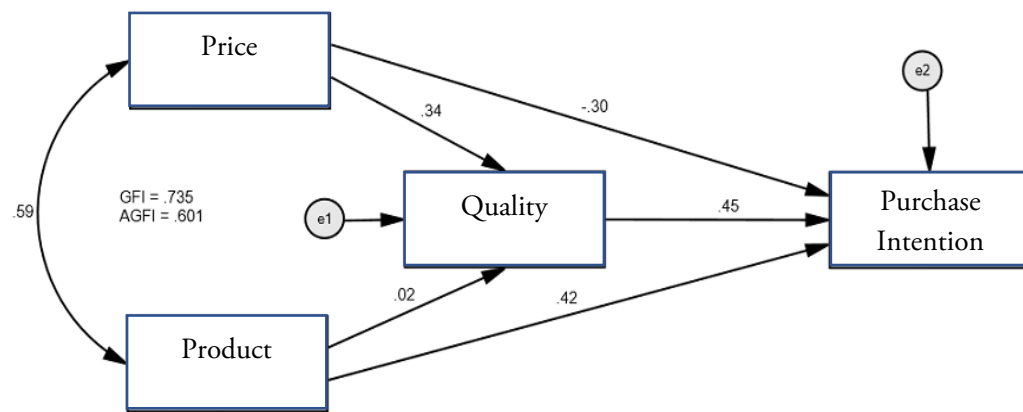 Price
e2
.34
-.30
.59
GFI = .735
AGFI = .601
e1
Quality
.45
Purchase
Intention
.02
.42
Product